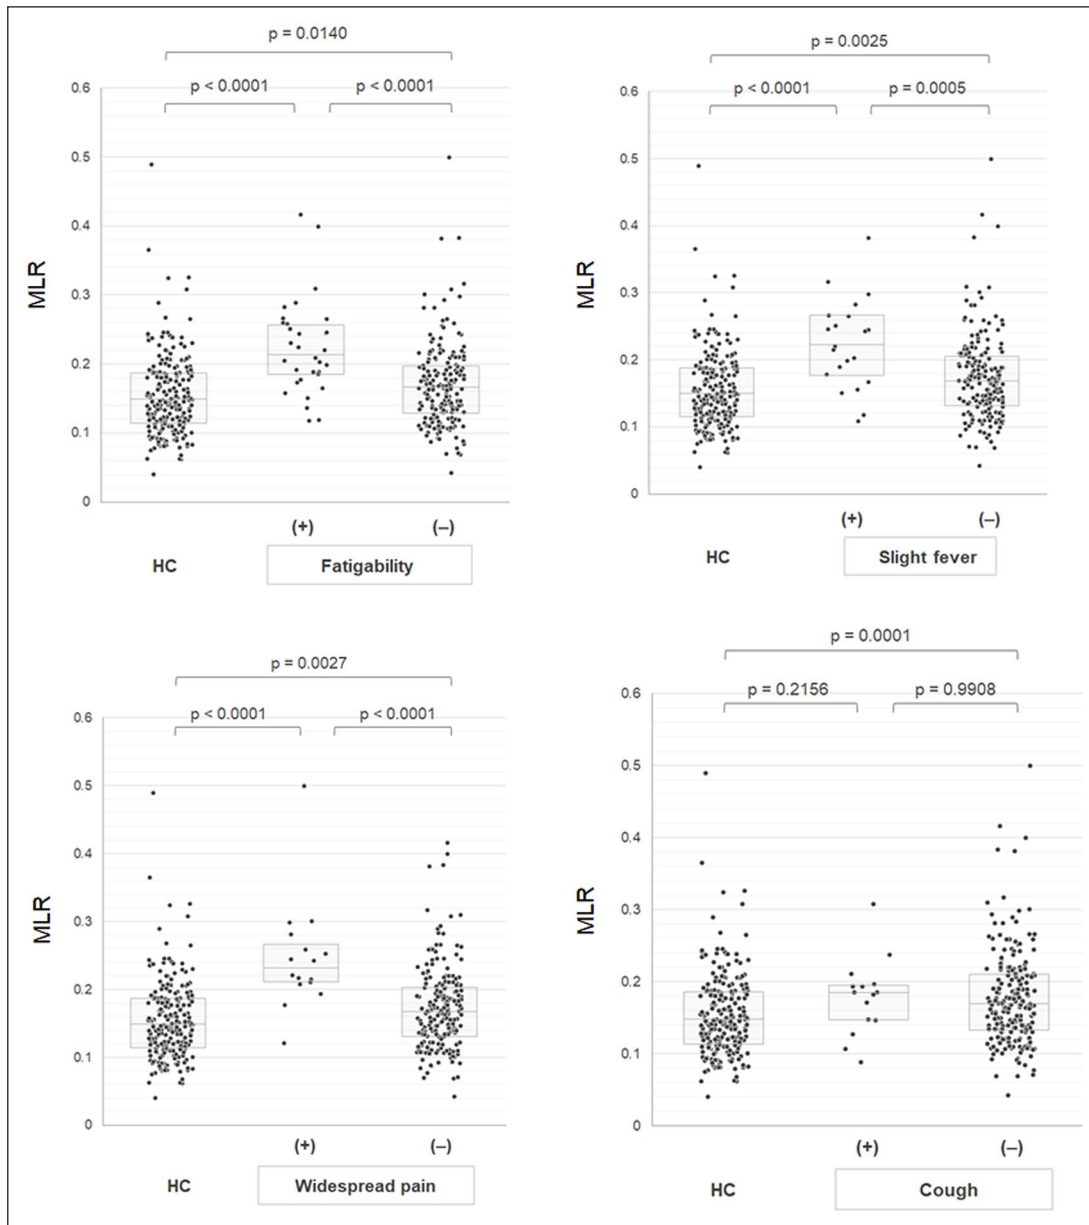 p = 0.0140
p < 0.0001 p < 0.0001
0.6
0.5
0.4
0.3
0.2
0.1
0
MLR
(+) (–)
HC Fatigability
p = 0.0025
p < 0.0001 p = 0.0005
0.6
0.5
0.4
0.3
0.2
0.1
0
MLR
(+) (–)
HC Slight fever
p = 0.0027
p < 0.0001 p < 0.0001
0.6
0.5
0.4
0.3
0.2
0.1
0
MLR
(+) (–)
HC Widespread pain
p = 0.0001
p = 0.2156 p = 0.9908
0.6
0.5
0.4
0.3
0.2
0.1
0
MLR
(+) (–)
HC Cough